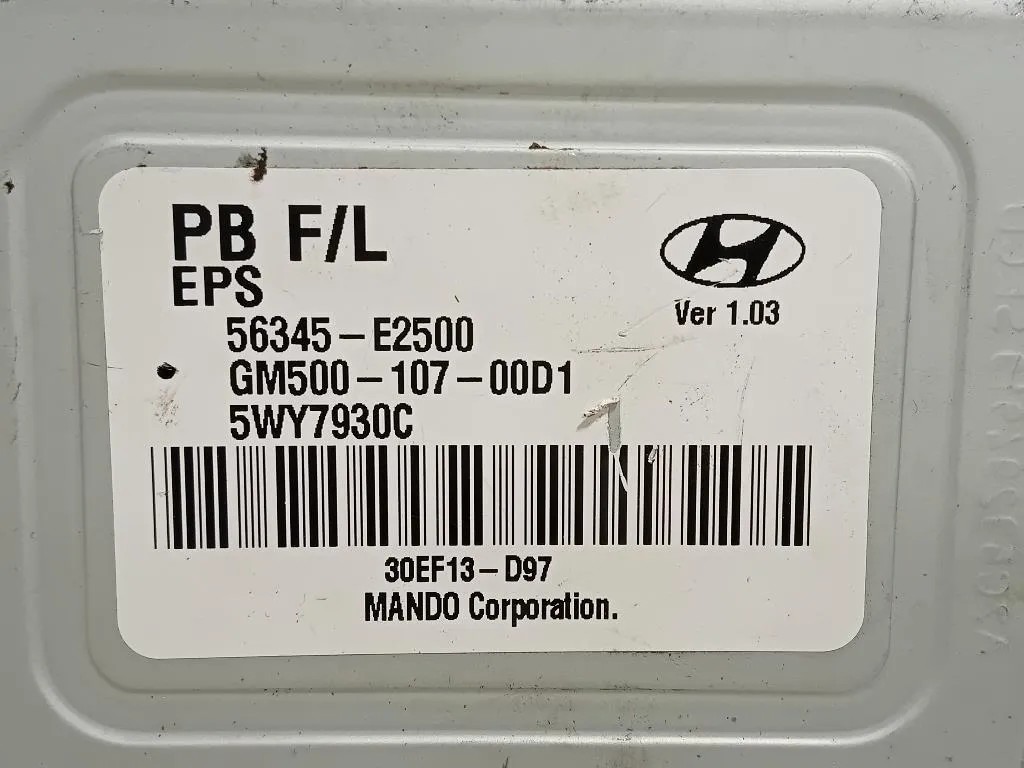 PB F/L
EPS
Ver 1.03
56345-E2500
GM500-107-00D1
5WY7930C
30EF13-D97
MANDO Corporation.